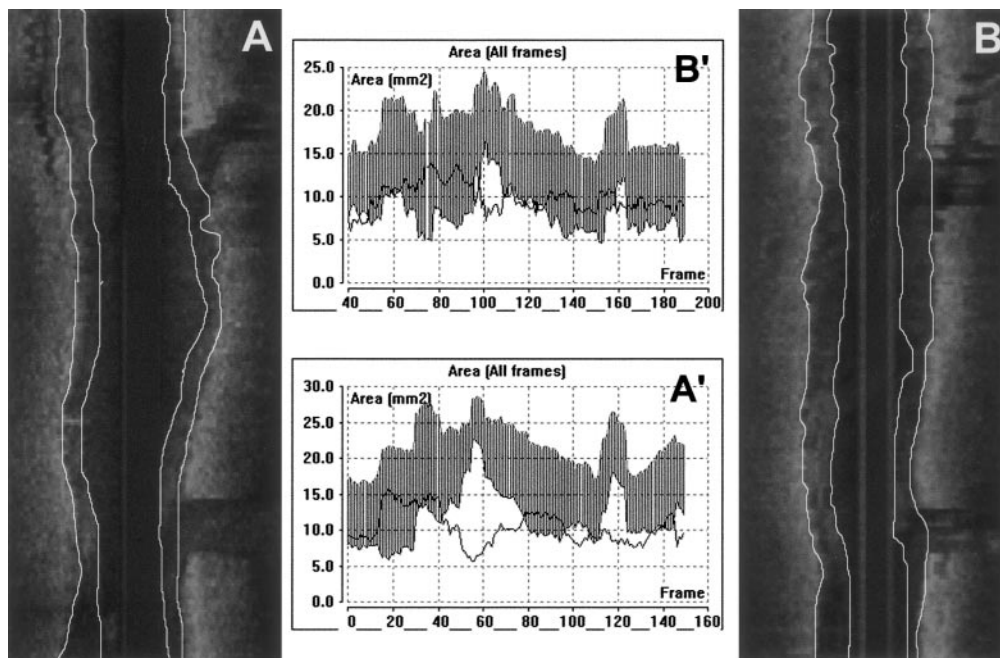 A
Area (All frames)
B'
25.0
Area (mm2)
20.0
15.0
10.0
5.0
0.0
Frame
40 60 80 100 120 140 160 180 200
Area (All frames)
A'
30.0
Area (mm2)
25.0
20.0
15.0
10.0
5.0
0.0
Frame
0 20 40 60 80 100 120 140 160
B